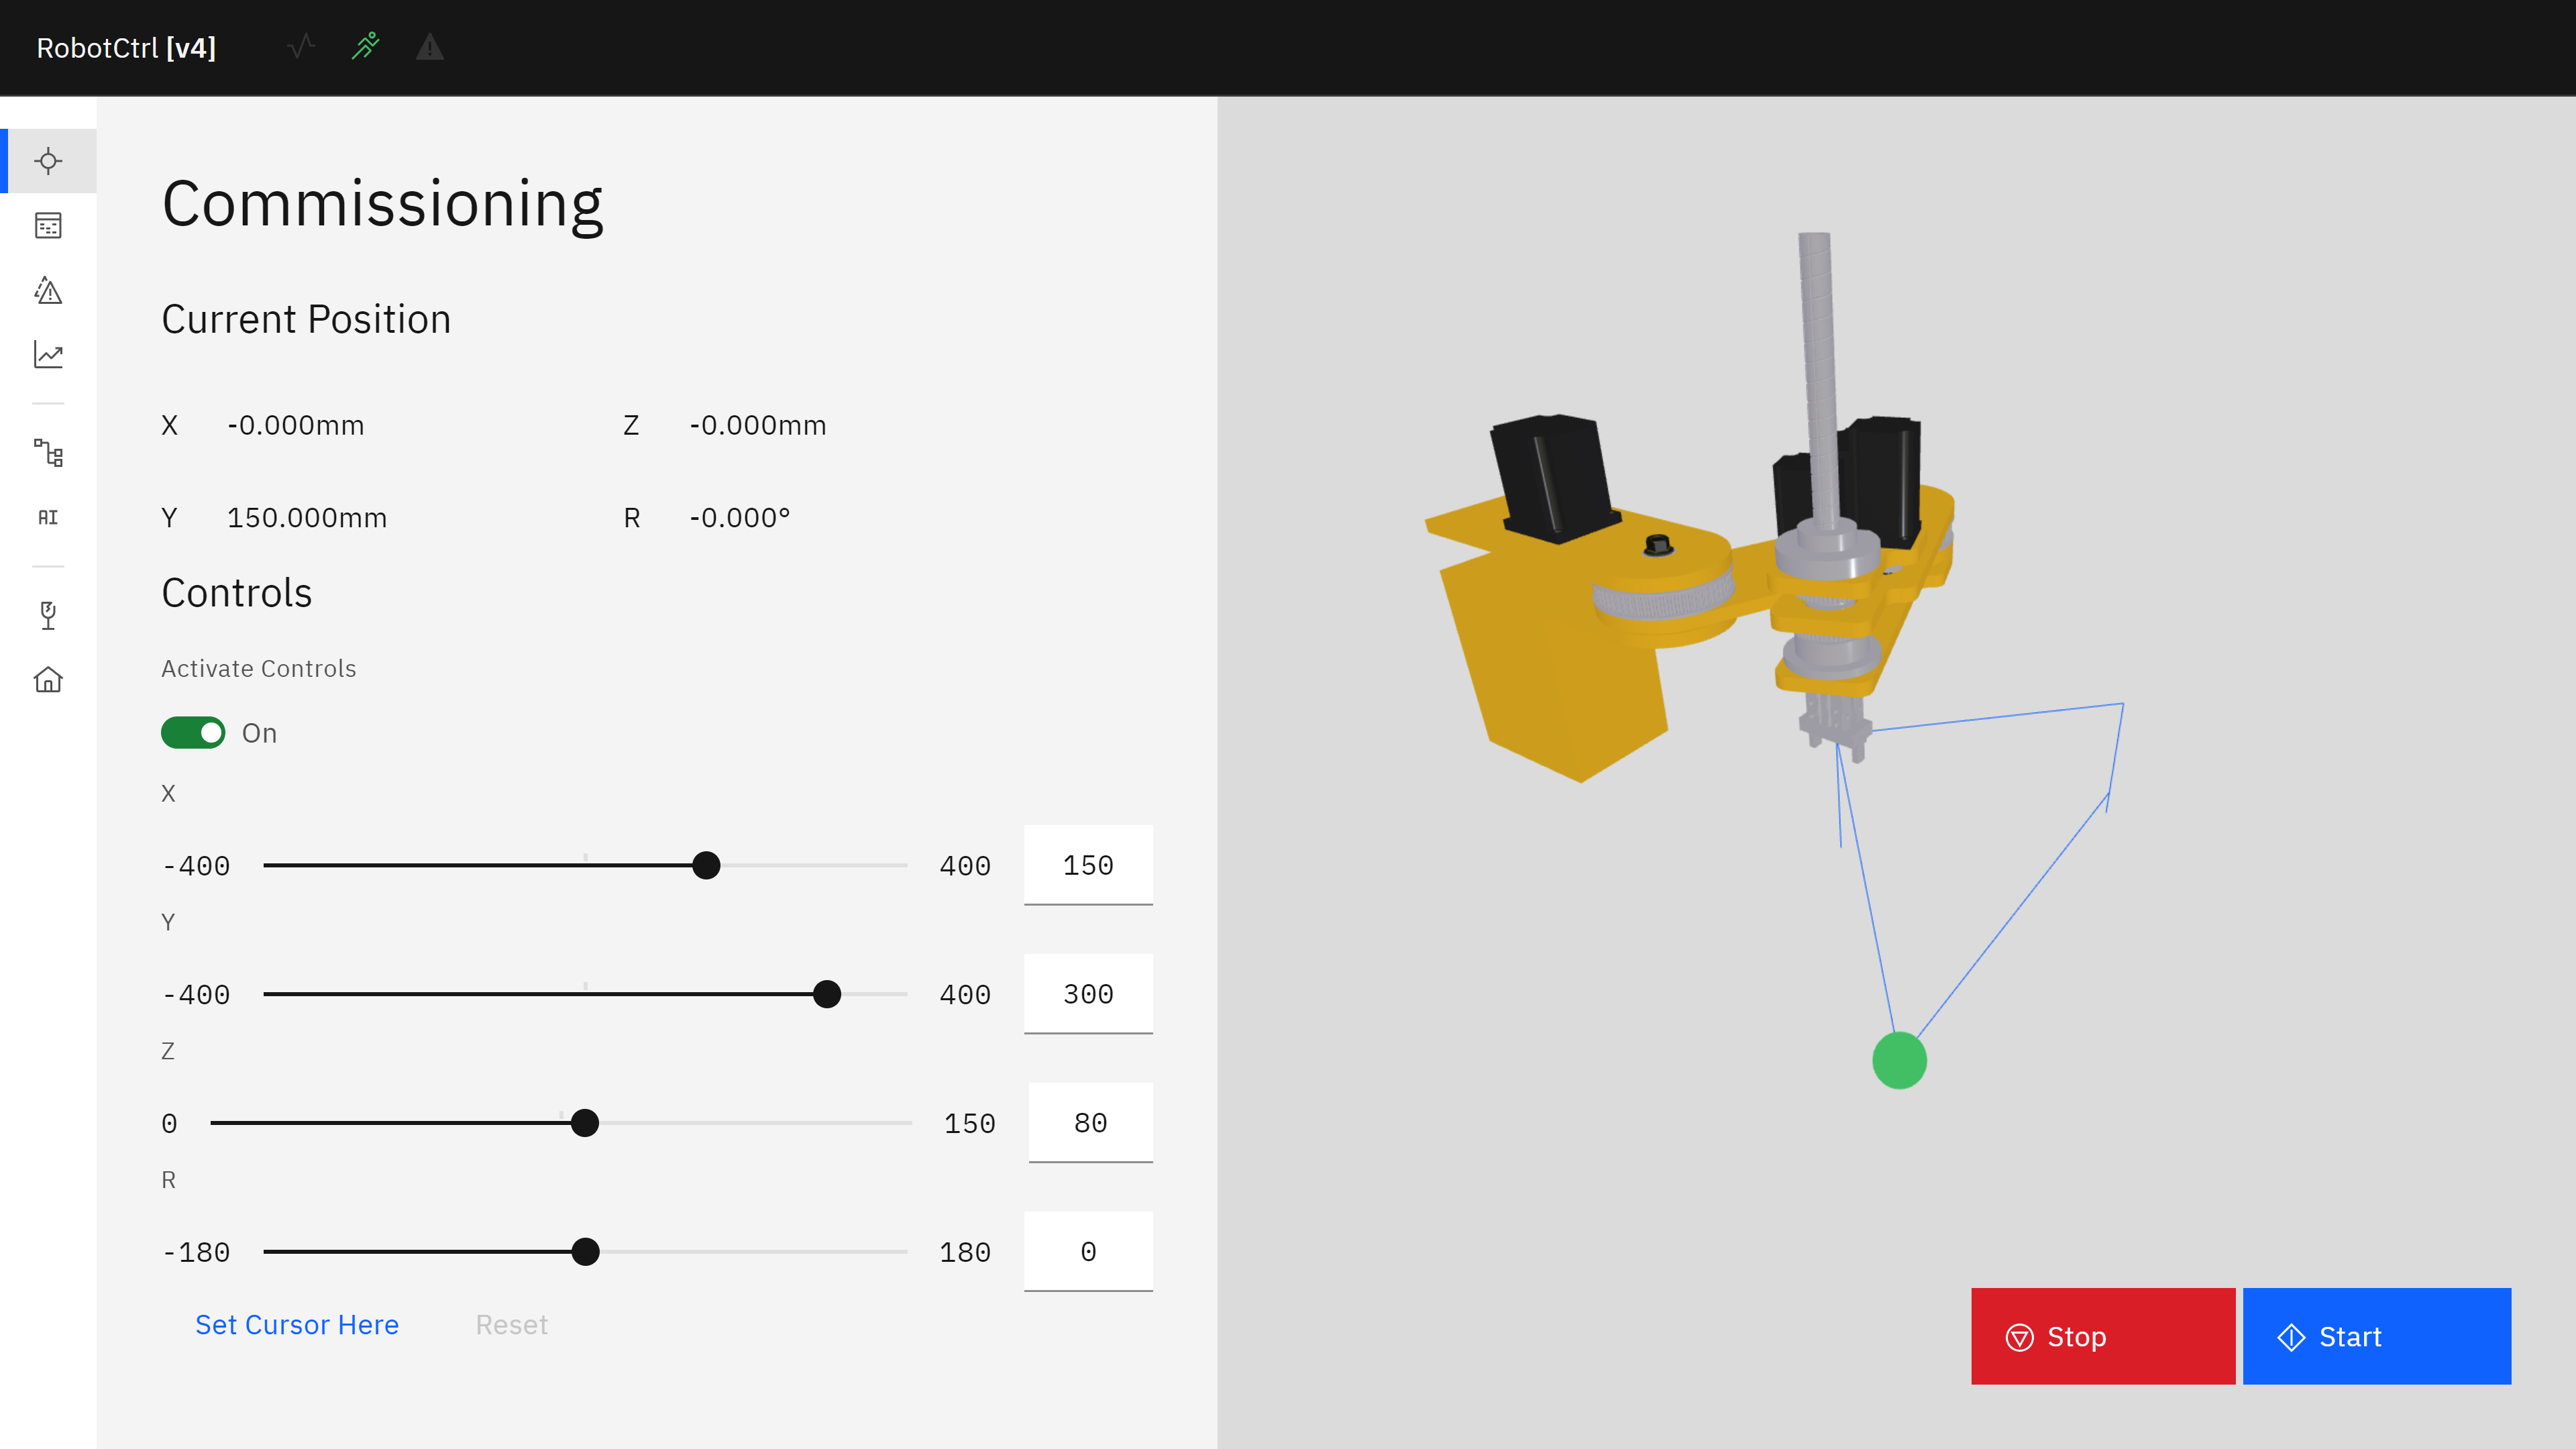 RobotCtrl [v4]
Commissioning
Current Position
X -0.000mm Z -0.000mm
Y 150.000mm R -0.000°
Controls
Activate Controls
On
X
-400 400 150
Y
-400 400 300
Z
0 150 80
R
-180 180 0
Set Cursor Here Reset
Stop Start
AI